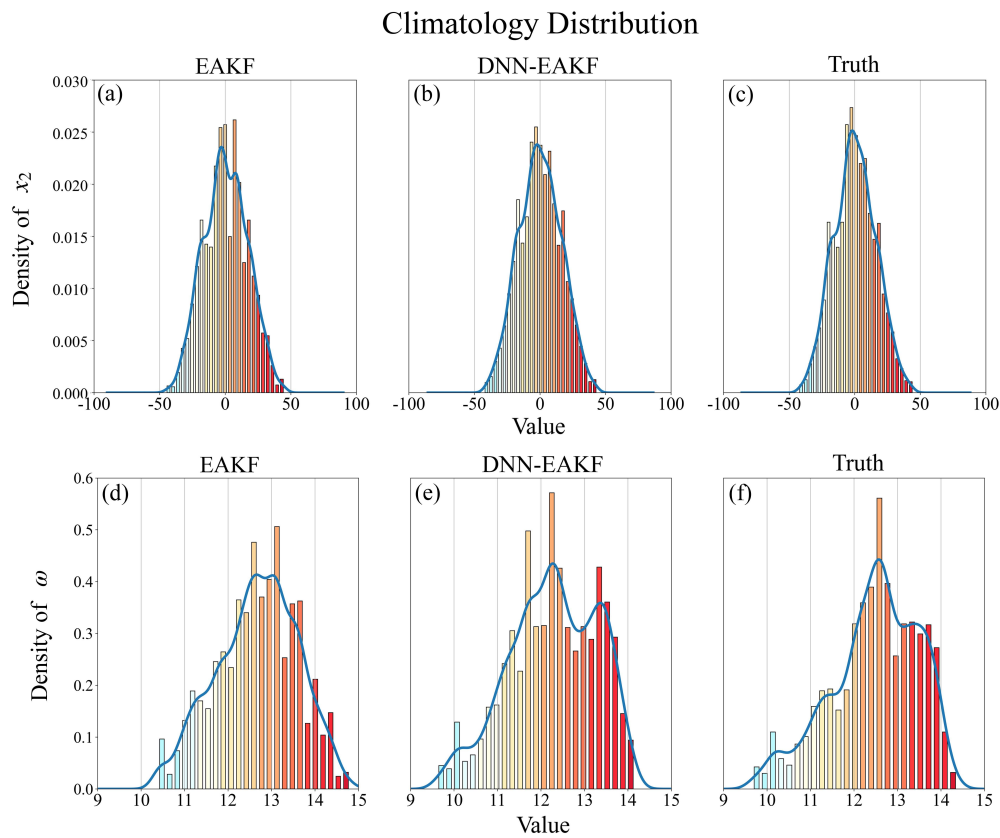 Climatology Distribution
EAKF
DNN-EAKF
Truth
(a)
(b)
(c)
Density of x₂
0.030
0.025
0.020
0.015
0.010
0.005
0.000
-100 -50 0 50 100
-100 -50 0 50 100
-100 -50 0 50 100
Value
EAKF
DNN-EAKF
Truth
(d)
(e)
(f)
Density of ω
0.6
0.5
0.4
0.3
0.2
0.1
0.0
9 10 11 12 13 14 15
9 10 11 12 13 14 15
9 10 11 12 13 14 15
Value